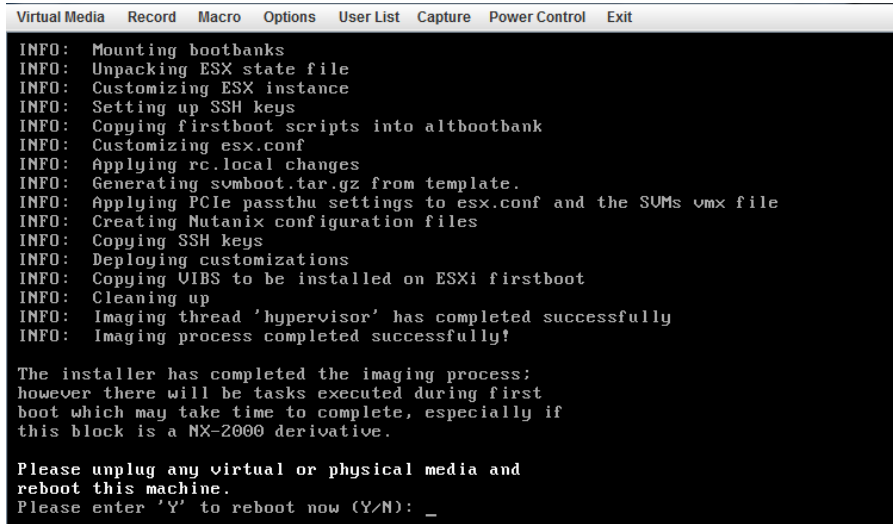 Virtual Media Record Macro Options User List Capture Power Control Exit
INFO: Mounting bootbanks
INFO: Unpacking ESX state file
INFO: Customizing ESX instance
INFO: Setting up SSH keys
INFO: Copying firstboot scripts into altbootbank
INFO: Customizing esx.conf
INFO: Applying rc.local changes
INFO: Generating svmboot.tar.gz from template.
INFO: Applying PCIe passthu settings to esx.conf and the SVMs vmx file
INFO: Creating Nutanix configuration files
INFO: Copying SSH keys
INFO: Deploying customizations
INFO: Copying VIBS to be installed on ESXi firstboot
INFO: Cleaning up
INFO: Imaging thread 'hypervisor' has completed successfully
INFO: Imaging process completed successfully!
The installer has completed the imaging process;
however there will be tasks executed during first
boot which may take time to complete, especially if
this block is a NX-2000 derivative.
Please unplug any virtual or physical media and
reboot this machine.
Please enter 'Y' to reboot now (Y/N): _